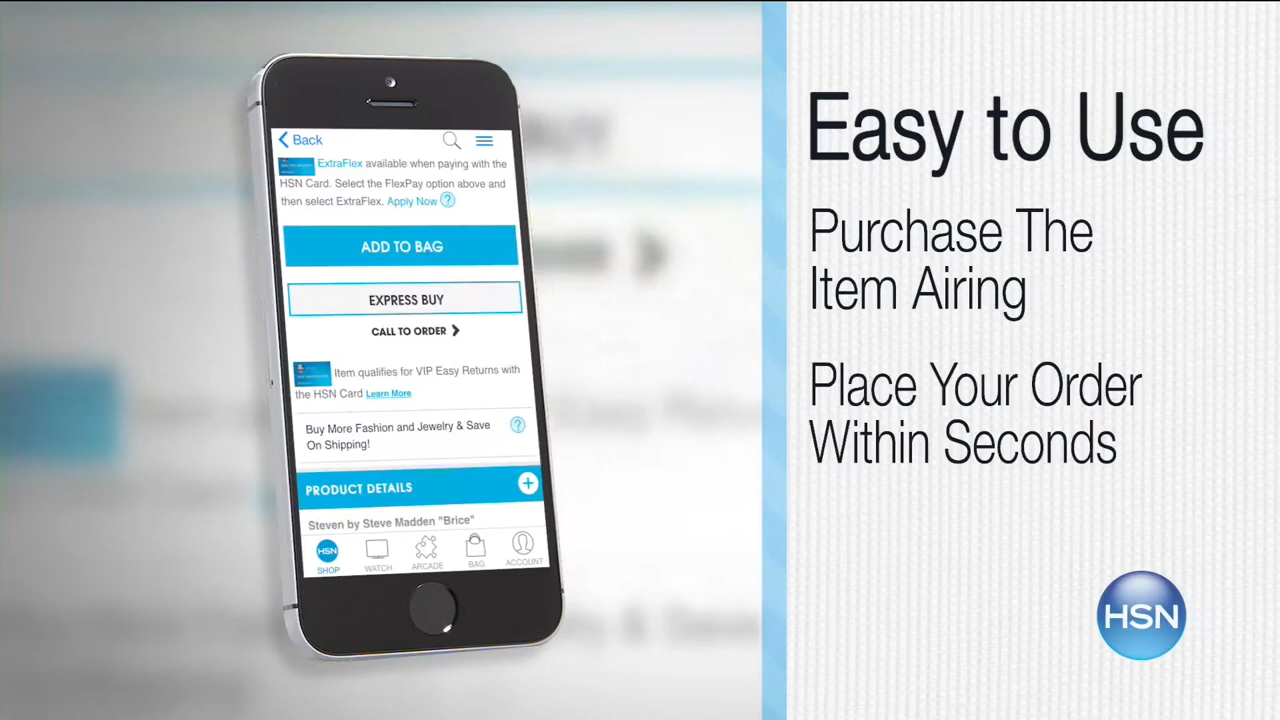 Back
ExtraFlex available when paying with the
HSN Card. Select the FlexPay option above and
then select ExtraFlex. Apply Now ?
ADD TO BAG
EXPRESS BUY
CALL TO ORDER
Item qualifies for VIP Easy Returns with
the HSN Card Learn More
Buy More Fashion and Jewelry & Save ?
On Shipping!
PRODUCT DETAILS +
Steven by Steve Madden "Brice"
HSN
SHOP WATCH ARCADE BAG ACCOUNT
Easy to Use
Purchase The
Item Airing
Place Your Order
Within Seconds
HSN